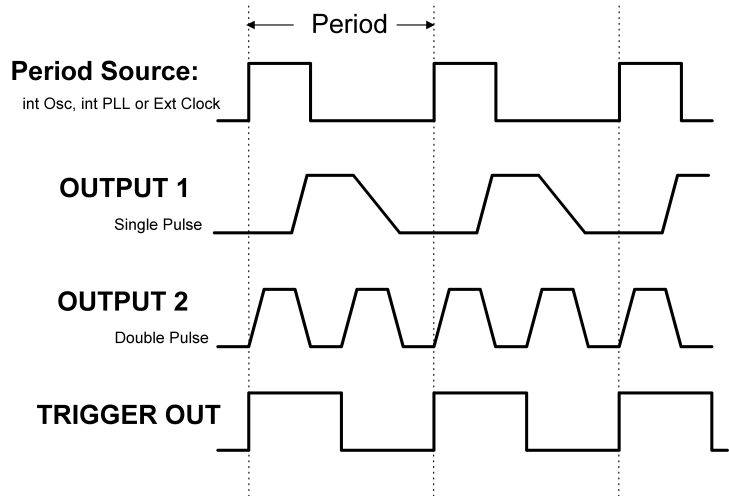 Period
Period Source:
int Osc, int PLL or Ext Clock
OUTPUT 1
Single Pulse
OUTPUT 2
Double Pulse
TRIGGER OUT